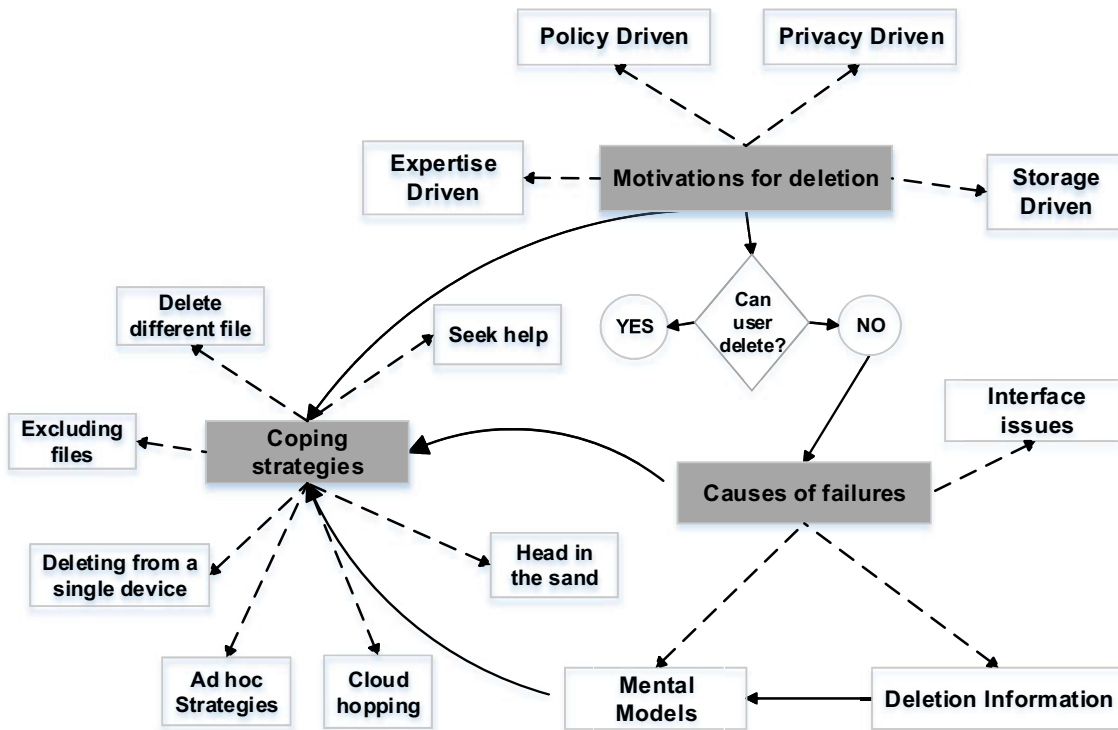 Policy Driven
Privacy Driven
Expertise
Driven
Motivations for deletion
Storage
Driven
Delete
different file
Seek help
YES
Can
user
delete?
NO
Interface
issues
Excluding
files
Coping
strategies
Causes of failures
Deleting from a
single device
Head in
the sand
Ad hoc
Strategies
Cloud
hopping
Mental
Models
Deletion Information